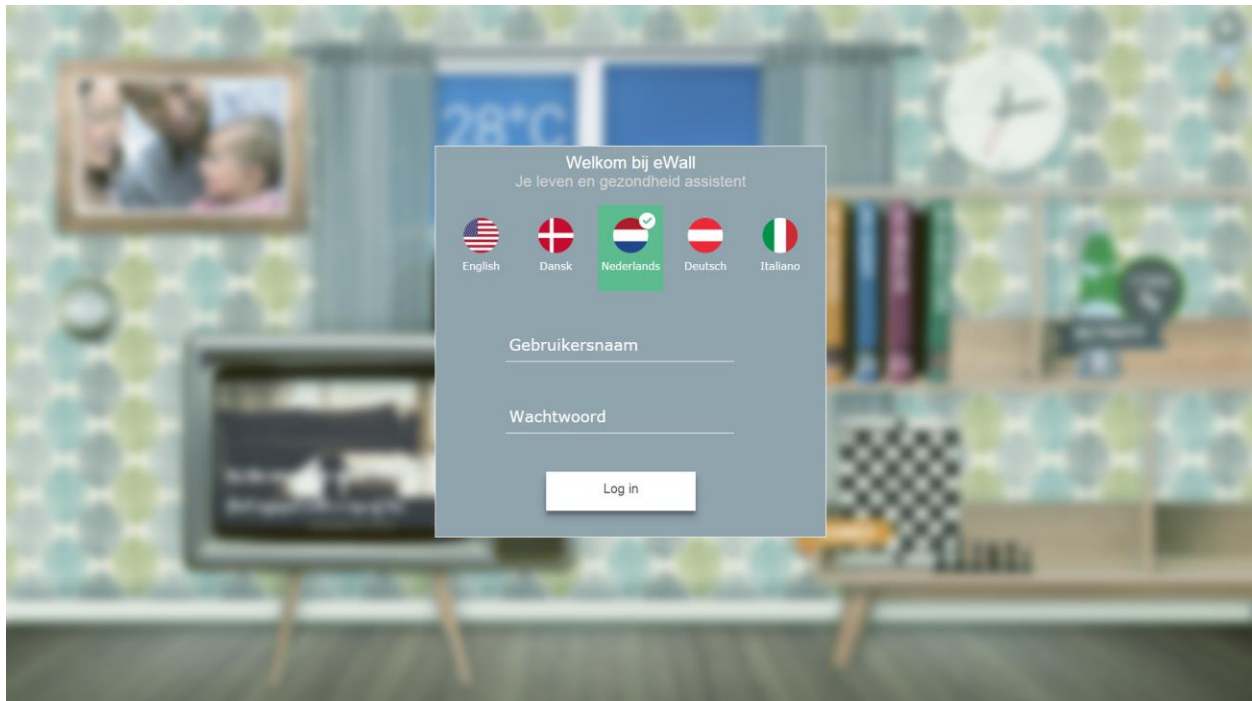 28°C
Welkom bij eWall
Je leven en gezondheid assistent
English Dansk Nederlands Deutsch Italiano
Gebruikersnaam
Wachtwoord
Log in